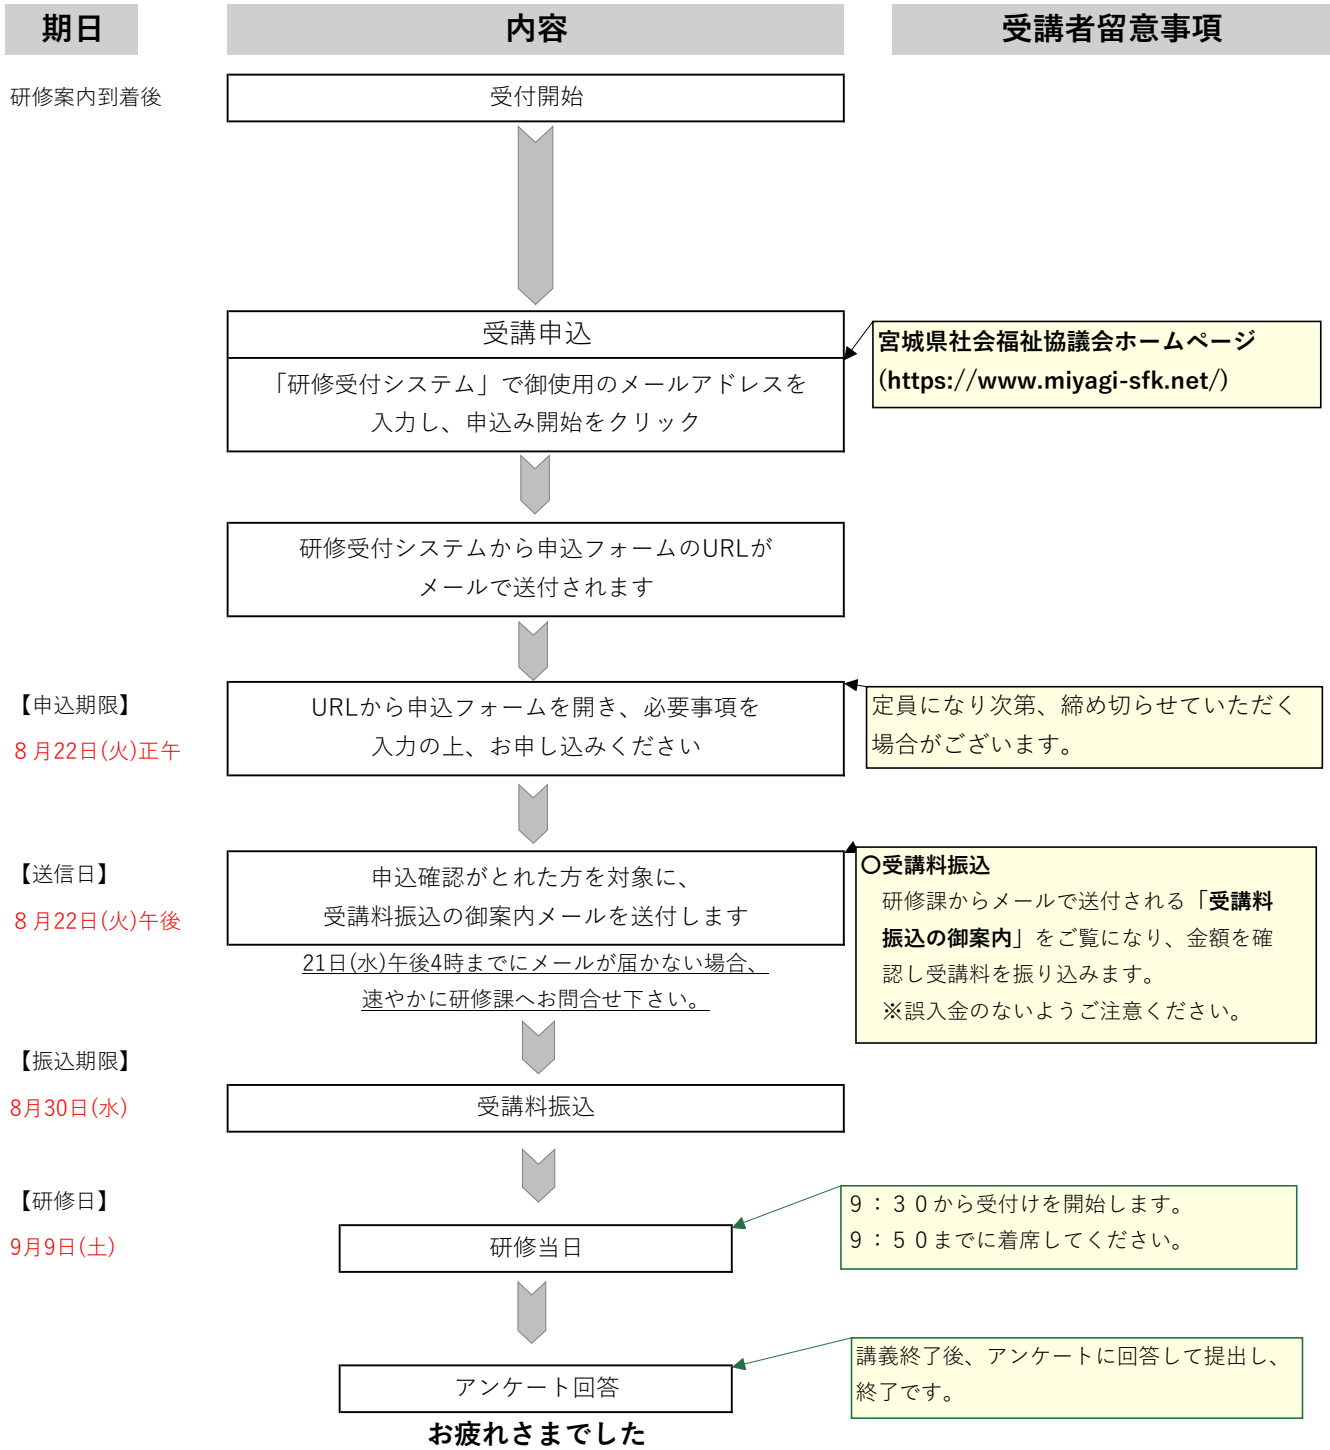 期日
内容
受講者留意事項
研修案内到着後
受付開始
受講申込
「研修受付システム」で御使用のメールアドレスを
入力し、申込み開始をクリック
宮城県社会福祉協議会ホームページ
(https://www.miyagi-sfk.net/)
研修受付システムから申込フォームのURLが
メールで送付されます
【申込期限】
８月22日(火)正午
URLから申込フォームを開き、必要事項を
入力の上、お申し込みください
定員になり次第、締め切らせていただく
場合がございます。
【送信日】
８月22日(火)午後
申込確認がとれた方を対象に、
受講料振込の御案内メールを送付します
21日(水)午後4時までにメールが届かない場合、
速やかに研修課へお問合せ下さい。
〇受講料振込
研修課からメールで送付される「受講料
振込の御案内」をご覧になり、金額を確
認し受講料を振り込みます。
※誤入金のないようご注意ください。
【振込期限】
8月30日(水)
受講料振込
【研修日】
9月9日(土)
研修当日
９：３０から受付けを開始します。
９：５０までに着席してください。
アンケート回答
講義終了後、アンケートに回答して提出し、
終了です。
お疲れさまでした